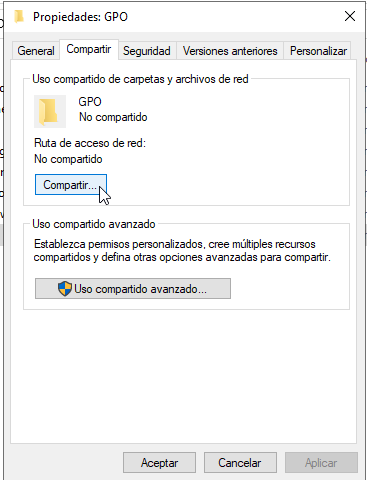 Propiedades: GPO
General
Compartir
Seguridad
Versiones anteriores
Personalizar
Uso compartido de carpetas y archivos de red
GPO
No compartido
Ruta de acceso de red:
No compartido
Compartir...
Uso compartido avanzado
Establezca permisos personalizados, cree múltiples recursos
compartidos y defina otras opciones avanzadas para compartir.
Uso compartido avanzado...
Aceptar
Cancelar
Aplicar